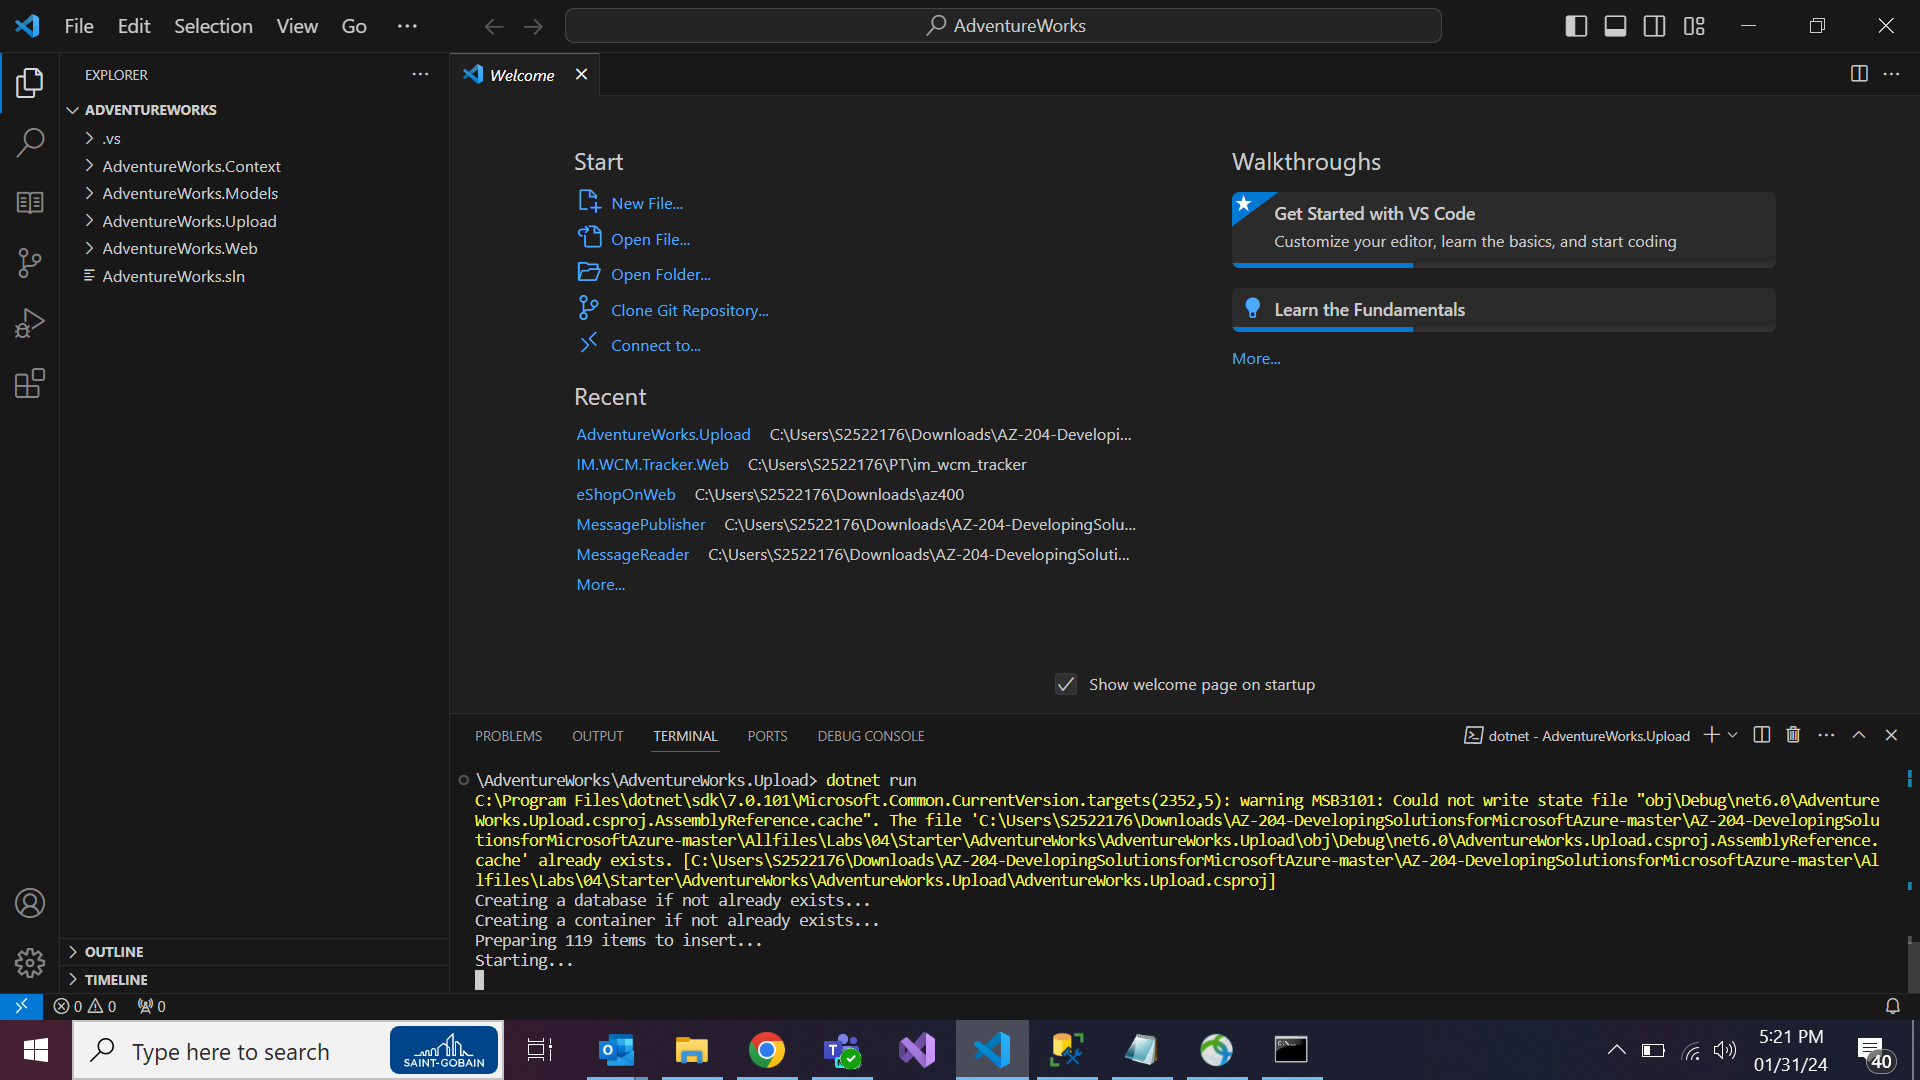 File Edit Selection View Go ···
AdventureWorks
EXPLORER
Welcome
ADVENTUREWORKS
.vs
AdventureWorks.Context
AdventureWorks.Models
AdventureWorks.Upload
AdventureWorks.Web
AdventureWorks.sln
Start
New File...
Open File...
Open Folder...
Clone Git Repository...
Connect to...
Recent
AdventureWorks.Upload C:\Users\S2522176\Downloads\AZ-204-Developi...
IM.WCM.Tracker.Web C:\Users\S2522176\PT\im_wcm_tracker
eShopOnWeb C:\Users\S2522176\Downloads\az400
MessagePublisher C:\Users\S2522176\Downloads\AZ-204-DevelopingSolu...
MessageReader C:\Users\S2522176\Downloads\AZ-204-DevelopingSoluti...
More...
Walkthroughs
Get Started with VS Code
Customize your editor, learn the basics, and start coding
Learn the Fundamentals
More...
Show welcome page on startup
PROBLEMS OUTPUT TERMINAL PORTS DEBUG CONSOLE
dotnet - AdventureWorks.Upload
\AdventureWorks\AdventureWorks.Upload> dotnet run
C:\Program Files\dotnet\sdk\7.0.101\Microsoft.Common.CurrentVersion.targets(2352,5): warning MSB3101: Could not write state file "obj\Debug\net6.0\Adventure
Works.Upload.csproj.AssemblyReference.cache". The file 'C:\Users\S2522176\Downloads\AZ-204-DevelopingSolutionsforMicrosoftAzure-master\AZ-204-DevelopingSolu
tionsforMicrosoftAzure-master\Allfiles\Labs\04\Starter\AdventureWorks\AdventureWorks.Upload\obj\Debug\net6.0\AdventureWorks.Upload.csproj.AssemblyReference.
cache' already exists. [C:\Users\S2522176\Downloads\AZ-204-DevelopingSolutionsforMicrosoftAzure-master\AZ-204-DevelopingSolutionsforMicrosoftAzure-master\Al
lfiles\Labs\04\Starter\AdventureWorks\AdventureWorks.Upload\AdventureWorks.Upload.csproj]
Creating a database if not already exists...
Creating a container if not already exists...
Preparing 119 items to insert...
Starting...
OUTLINE
TIMELINE
0 0 0
Type here to search
SAINT-GOBAIN
5:21 PM
01/31/24
40